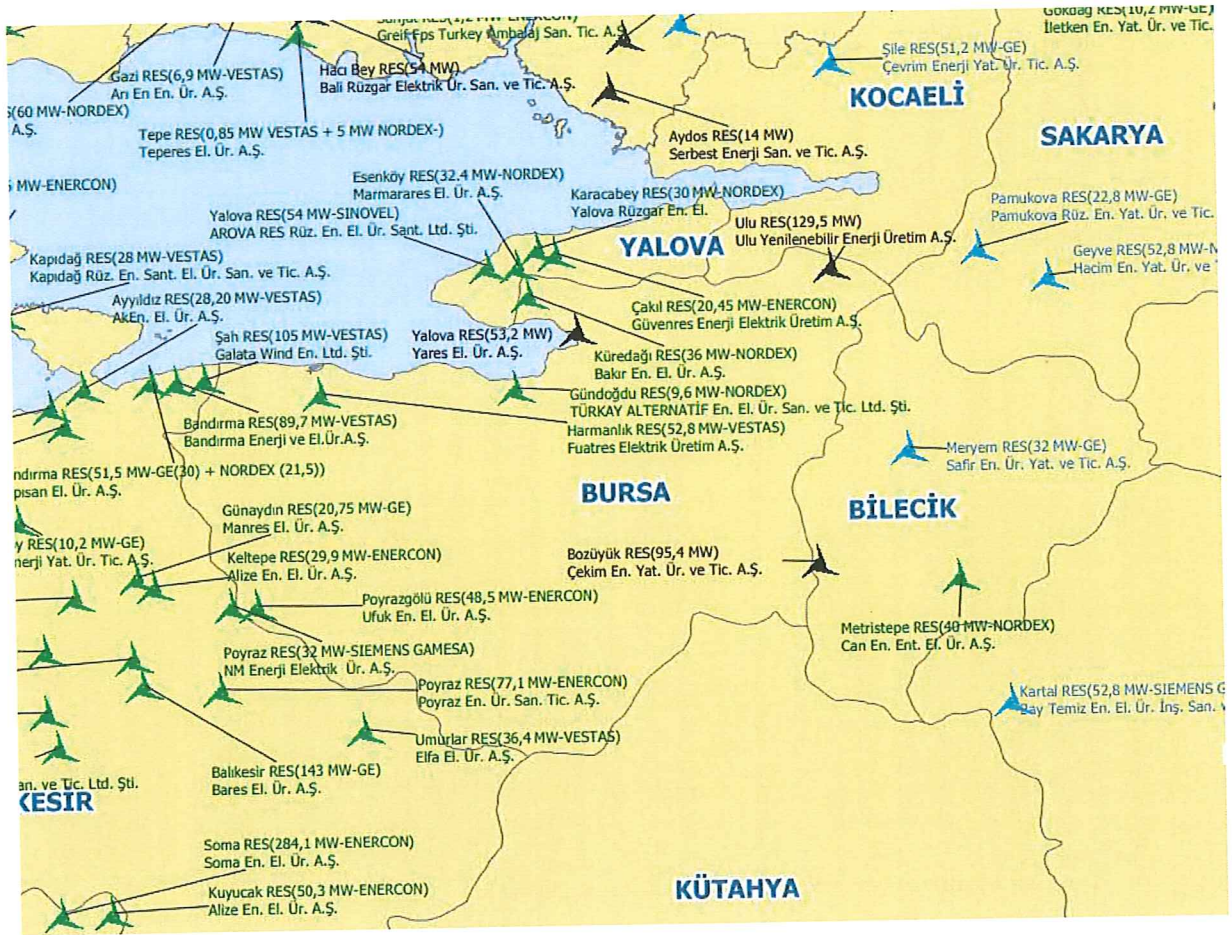 Sunjüt RES(1,2 MW-ENERCON)
Greif Fps Turkey Ambalaj San. Tic. A.Ş.
Gökdağ RES(10,2 MW-GE)
İletken En. Yat. Ür. ve Tic.
Şile RES(51,2 MW-GE)
Çevrim Enerji Yat. Ür. Tic. A.Ş.
Gazi RES(6,9 MW-VESTAS)
Arı En En. Ür. A.Ş.
Hacı Bey RES(54 MW)
Bali Rüzgar Elektrik Ür. San. ve Tic. A.Ş.
KOCAELİ
S(60 MW-NORDEX)
A.Ş.
Tepe RES(0,85 MW VESTAS + 5 MW NORDEX-)
Teperes El. Ür. A.Ş.
Aydos RES(14 MW)
Serbest Enerji San. ve Tic. A.Ş.
SAKARYA
MW-ENERCON)
Esenköy RES(32.4 MW-NORDEX)
Marmarares El. Ür. A.Ş.
Karacabey RES(30 MW-NORDEX)
Yalova Rüzgar En. El.
Pamukova RES(22,8 MW-GE)
Pamukova Rüz. En. Yat. Ür. ve Tic.
Yalova RES(54 MW-SINOVEL)
AROVA RES Rüz. En. El. Ür. Sant. Ltd. Şti.
YALOVA
Ulu RES(129,5 MW)
Ulu Yenilenebilir Enerji Üretim A.Ş.
Geyve RES(52,8 MW-N
Hacim En. Yat. Ür. ve
Kapıdağ RES(28 MW-VESTAS)
Kapıdağ Rüz. En. Sant. El. Ür. San. ve Tic. A.Ş.
Ayyıldız RES(28,20 MW-VESTAS)
AkEn. El. Ür. A.Ş.
Çakıl RES(20,45 MW-ENERCON)
Güvenres Enerji Elektrik Üretim A.Ş.
Şah RES(105 MW-VESTAS)
Galata Wind En. Ltd. Şti.
Yalova RES(53,2 MW)
Yares El. Ür. A.Ş.
Küredağı RES(36 MW-NORDEX)
Bakır En. El. Ür. A.Ş.
Gündoğdu RES(9,6 MW-NORDEX)
TÜRKAY ALTERNATİF En. El. Ür. San. ve Tic. Ltd. Şti.
Bandırma RES(89,7 MW-VESTAS)
Bandırma Enerji ve El.Ür.A.Ş.
Harmanlık RES(52,8 MW-VESTAS)
Fuatres Elektrik Üretim A.Ş.
Meryem RES(32 MW-GE)
Safir En. Ür. Yat. ve Tic. A.Ş.
ndırma RES(51,5 MW-GE(30) + NORDEX (21,5))
pısan El. Ür. A.Ş.
BURSA
BİLECİK
Günaydın RES(20,75 MW-GE)
Manres El. Ür. A.Ş.
y RES(10,2 MW-GE)
nerji Yat. Ür. Tic. A.Ş.
Keltepe RES(29,9 MW-ENERCON)
Alize En. El. Ür. A.Ş.
Bozüyük RES(95,4 MW)
Çekim En. Yat. Ür. ve Tic. A.Ş.
Poyrazgölü RES(48,5 MW-ENERCON)
Ufuk En. El. Ür. A.Ş.
Metristepe RES(40 MW-NORDEX)
Can En. Ent. El. Ür. A.Ş.
Poyraz RES(32 MW-SIEMENS GAMESA)
NM Enerji Elektrik Ür. A.Ş.
Poyraz RES(77,1 MW-ENERCON)
Poyraz En. Ür. San. Tic. A.Ş.
Kartal RES(52,8 MW-SIEMENS G
Bay Temiz En. El. Ür. İnş. San. v
Umurlar RES(36,4 MW-VESTAS)
Elfa El. Ür. A.Ş.
Balıkesir RES(143 MW-GE)
Bares El. Ür. A.Ş.
an. ve Tic. Ltd. Şti.
KESİR
Soma RES(284,1 MW-ENERCON)
Soma En. El. Ür. A.Ş.
KÜTAHYA
Kuyucak RES(50,3 MW-ENERCON)
Alize En. El. Ür. A.Ş.